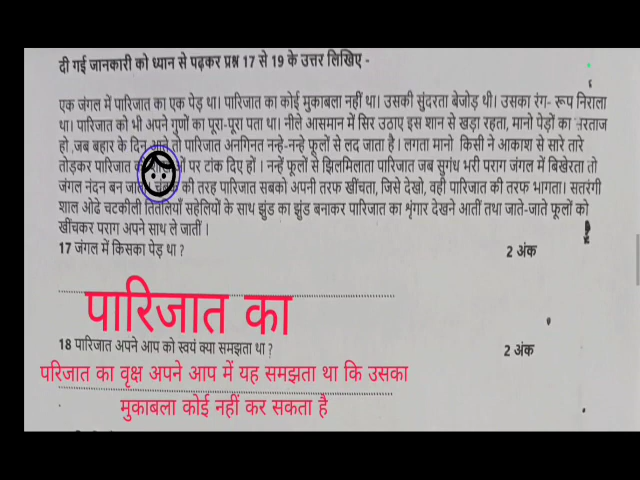 दी गई जानकारी को ध्यान से पढ़कर प्रश्न 17 से 19 के उत्तर लिखिए -
एक जंगल में पारिजात का एक पेड़ था। पारिजात का कोई मुकाबला नहीं था। उसकी सुंदरता बेजोड़ थी। उसका रंग- रूप निराला
था। पारिजात को भी अपने गुणों का पूरा-पूरा पता था। नीले आसमान में सिर उठाए इस शान से खड़ा रहता, मानो पेड़ों का
हो ,जब बहार के दिन आते तो पारिजात अनगिनत नन्हे-नन्हे फूलों से लद जाता है । लगता मानो किसी ने आकाश से सारे तारे
तोड़कर पारिजात पर टांक दिए हों । नन्हें फूलों से झिलमिलाता पारिजात जब सुगंध भरी पराग जंगल में बिखेरता तो
जंगल नंदन बन की तरह पारिजात सबको अपनी तरफ खींचता, जिसे देखो, वही पारिजात की तरफ भागता। सतरंगी
शाल ओढे चटकीली तितलियाँ सहेलियों के साथ झुंड का झुंड बनाकर पारिजात का श्रृंगार देखने आतीं तथा जाते-जाते फूलों को
खींचकर पराग अपने साथ ले जातीं ।
17 जंगल में किसका पेड़ था ? 2 अंक
पारिजात का
18 पारिजात अपने आप को स्वयं क्या समझता था ? 2 अंक
परिजात का वृक्ष अपने आप में यह समझता था कि उसका
मुकाबला कोई नहीं कर सकता है